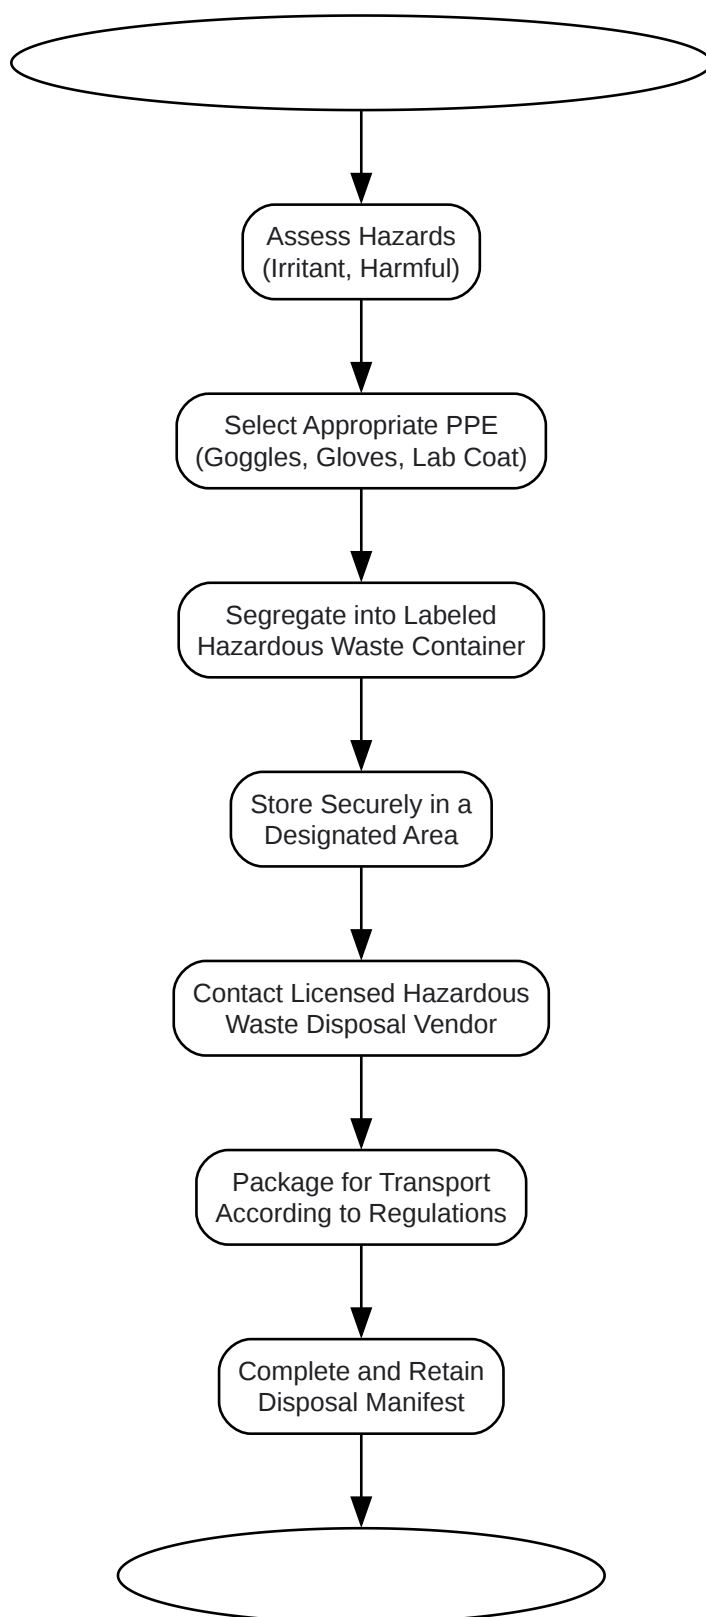 Assess Hazards
(Irritant, Harmful)
Select Appropriate PPE
(Goggles, Gloves, Lab Coat)
Segregate into Labeled
Hazardous Waste Container
Store Securely in a
Designated Area
Contact Licensed Hazardous
Waste Disposal Vendor
Package for Transport
According to Regulations
Complete and Retain
Disposal Manifest